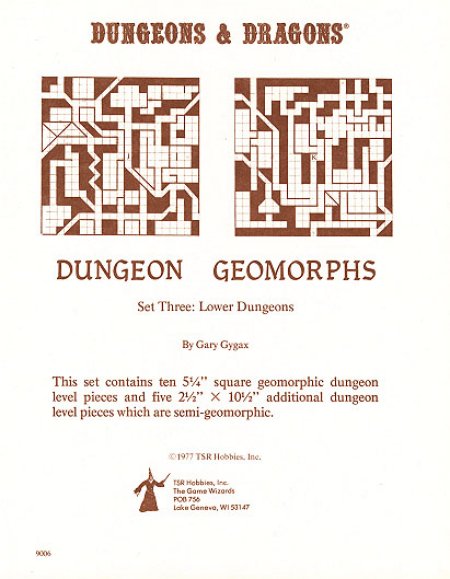 DUNGEONS & DRAGONS®
J
K
DUNGEON GEOMORPHS
Set Three: Lower Dungeons
By Gary Gygax
This set contains ten 5¼” square geomorphic dungeon
level pieces and five 2½” × 10½” additional dungeon
level pieces which are semi-geomorphic.
©1977 TSR Hobbies, Inc.
TSR Hobbies, Inc.
The Game Wizards
POB 756
Lake Geneva, WI 53147
9006